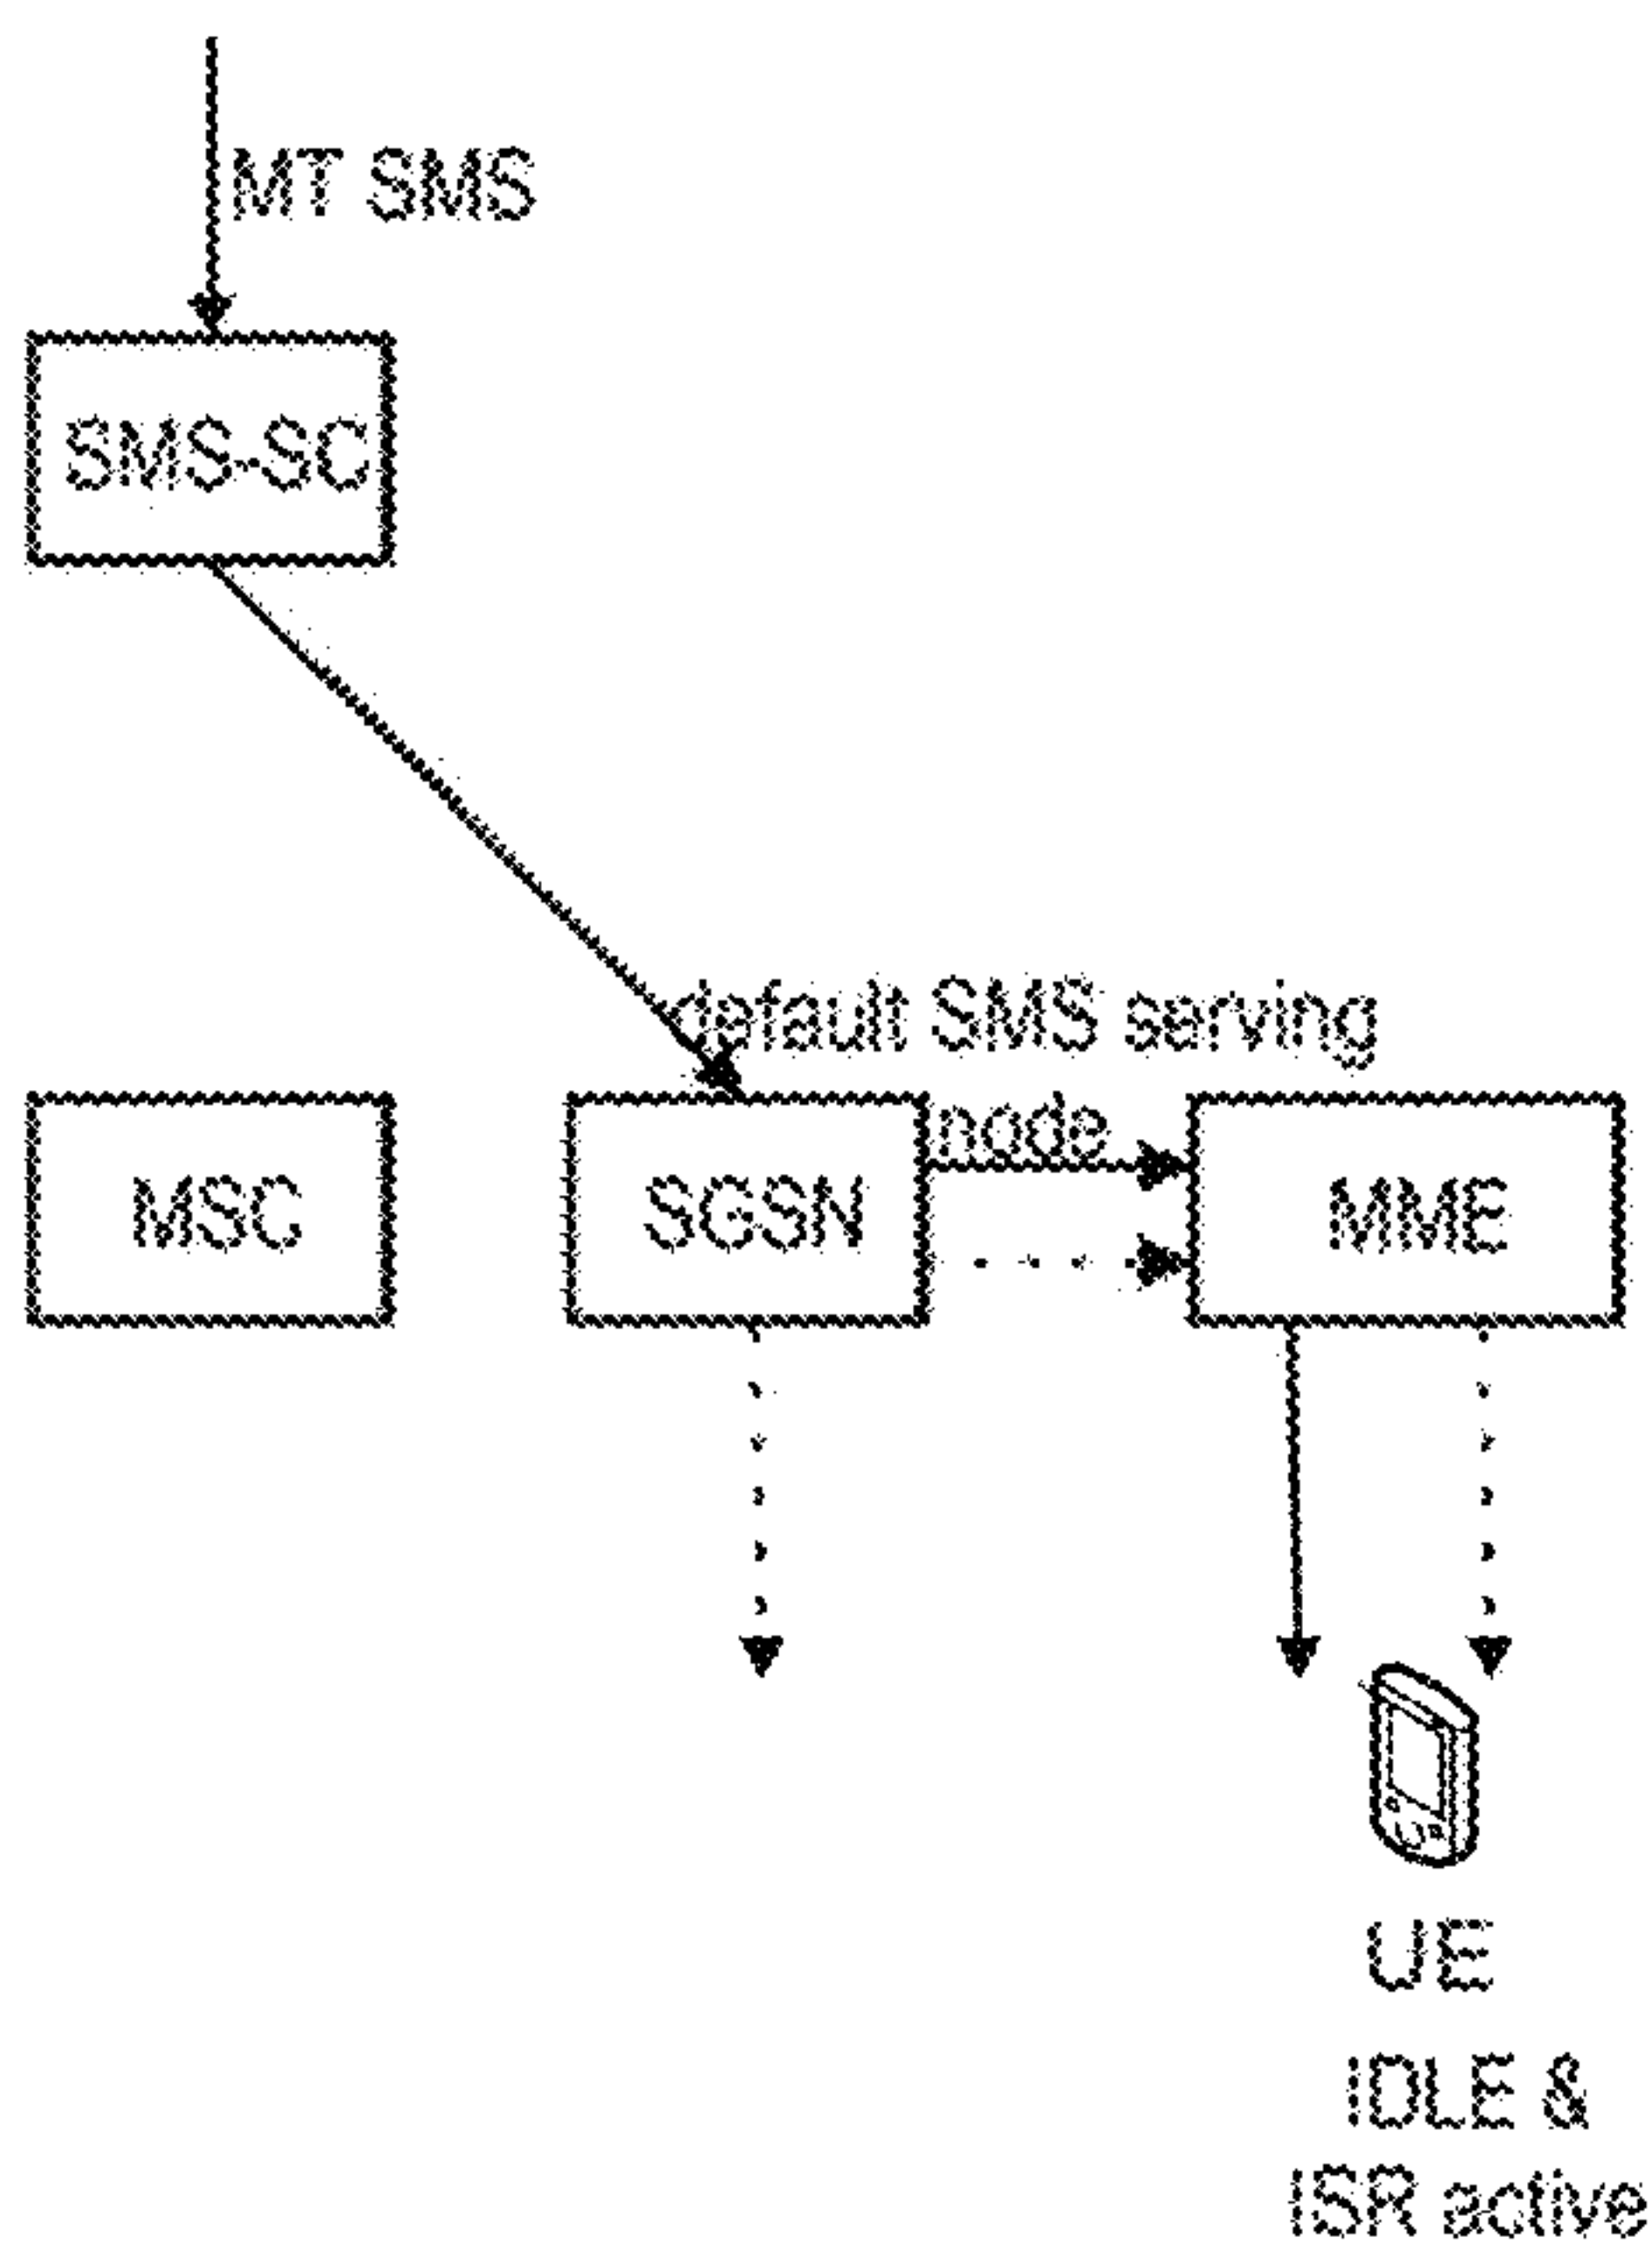 MT SMS
SMS-SC
default SMS serving
node
MSC
SGSN
MME
UE
IDLE &
ISR active